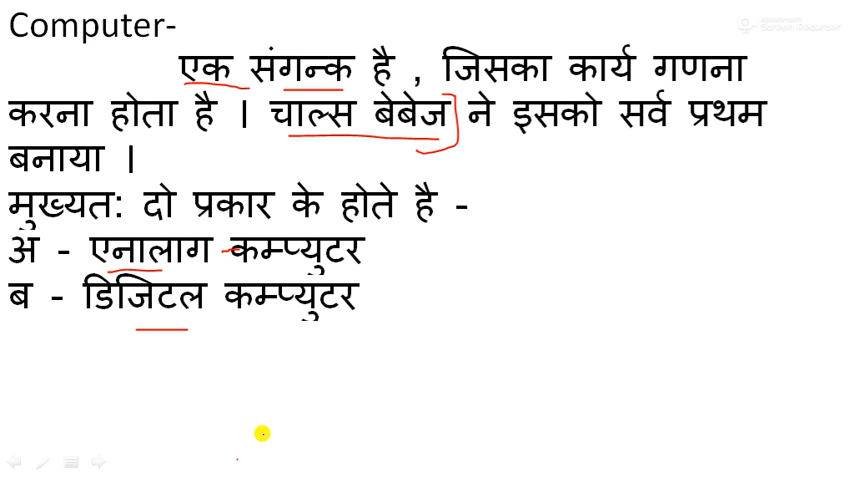 Computer-
एक संगन्क है , जिसका कार्य गणना
करना होता है । चाल्स बेबेज ने इसको सर्व प्रथम
बनाया ।
मुख्यत: दो प्रकार के होते है -
अ - एनालाग कम्प्युटर
ब - डिजिटल कम्प्युटर